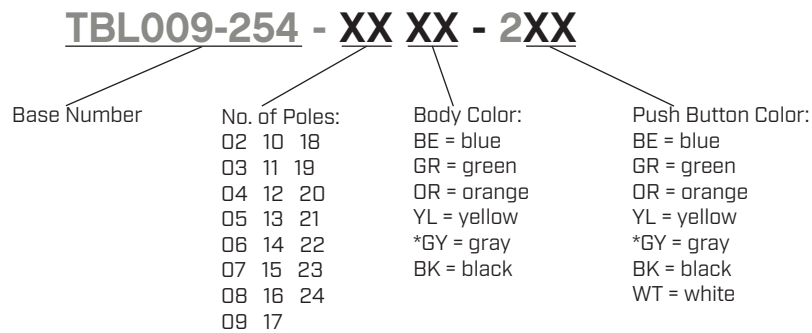 TBL009-254 - XX XX - 2XX
Base Number
No. of Poles:
02 10 18
03 11 19
04 12 20
05 13 21
06 14 22
07 15 23
08 16 24
09 17
Body Color:
BE = blue
GR = green
OR = orange
YL = yellow
*GY = gray
BK = black
Push Button Color:
BE = blue
GR = green
OR = orange
YL = yellow
*GY = gray
BK = black
WT = white